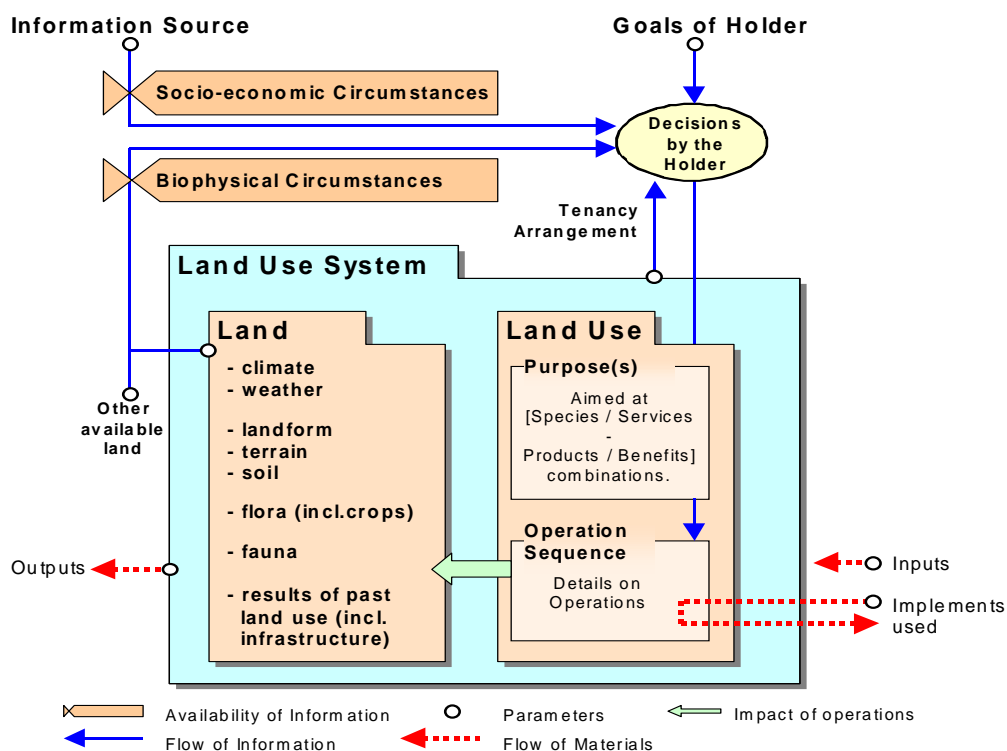 Information Source
Goals of Holder
Socio-economic Circumstances
Decisions
by the
Holder
Biophysical Circumstances
Tenancy
Arrangement
Land Use System
Land
- climate
- weather
- landform
- terrain
- soil
- flora (incl.crops)
- fauna
- results of past
land use (incl.
infrastructure)
Other
available
land
Land Use
Purpose(s)
Aimed at
[Species / Services
-
Products / Benefits]
combinations.
Operation
Sequence
Details on
Operations
Outputs
Inputs
Implements
used
Availability of Information
Parameters
Impact of operations
Flow of Information
Flow of Materials